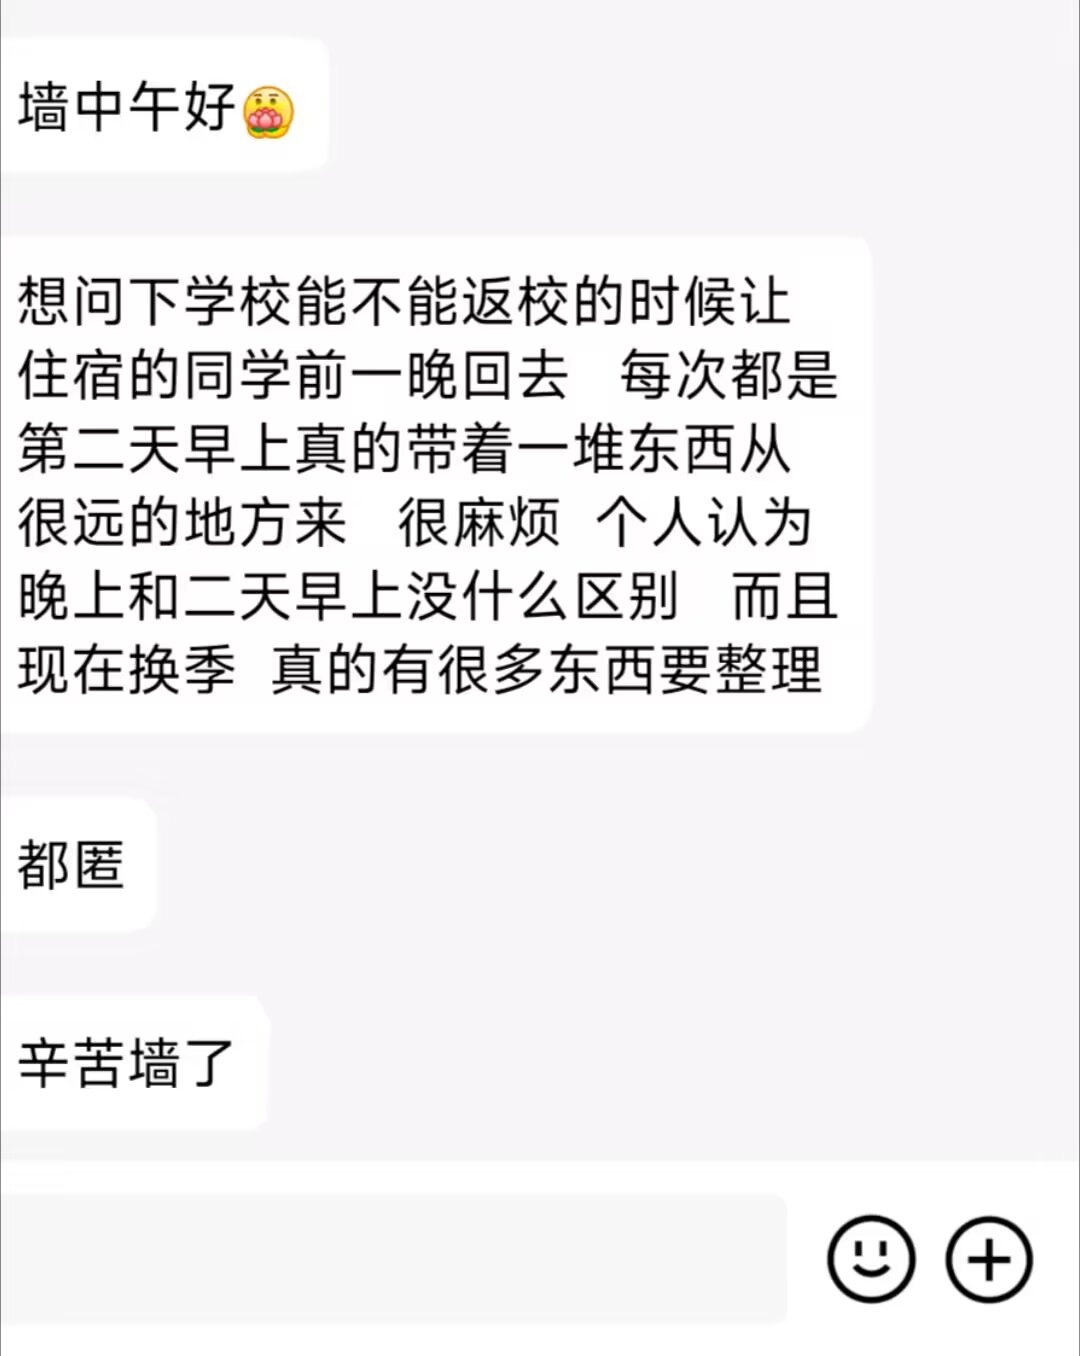 墙中午好
想问下学校能不能返校的时候让
住宿的同学前一晚回去 每次都是
第二天早上真的带着一堆东西从
很远的地方来 很麻烦 个人认为
晚上和二天早上没什么区别 而且
现在换季 真的有很多东西要整理
都匿
辛苦墙了